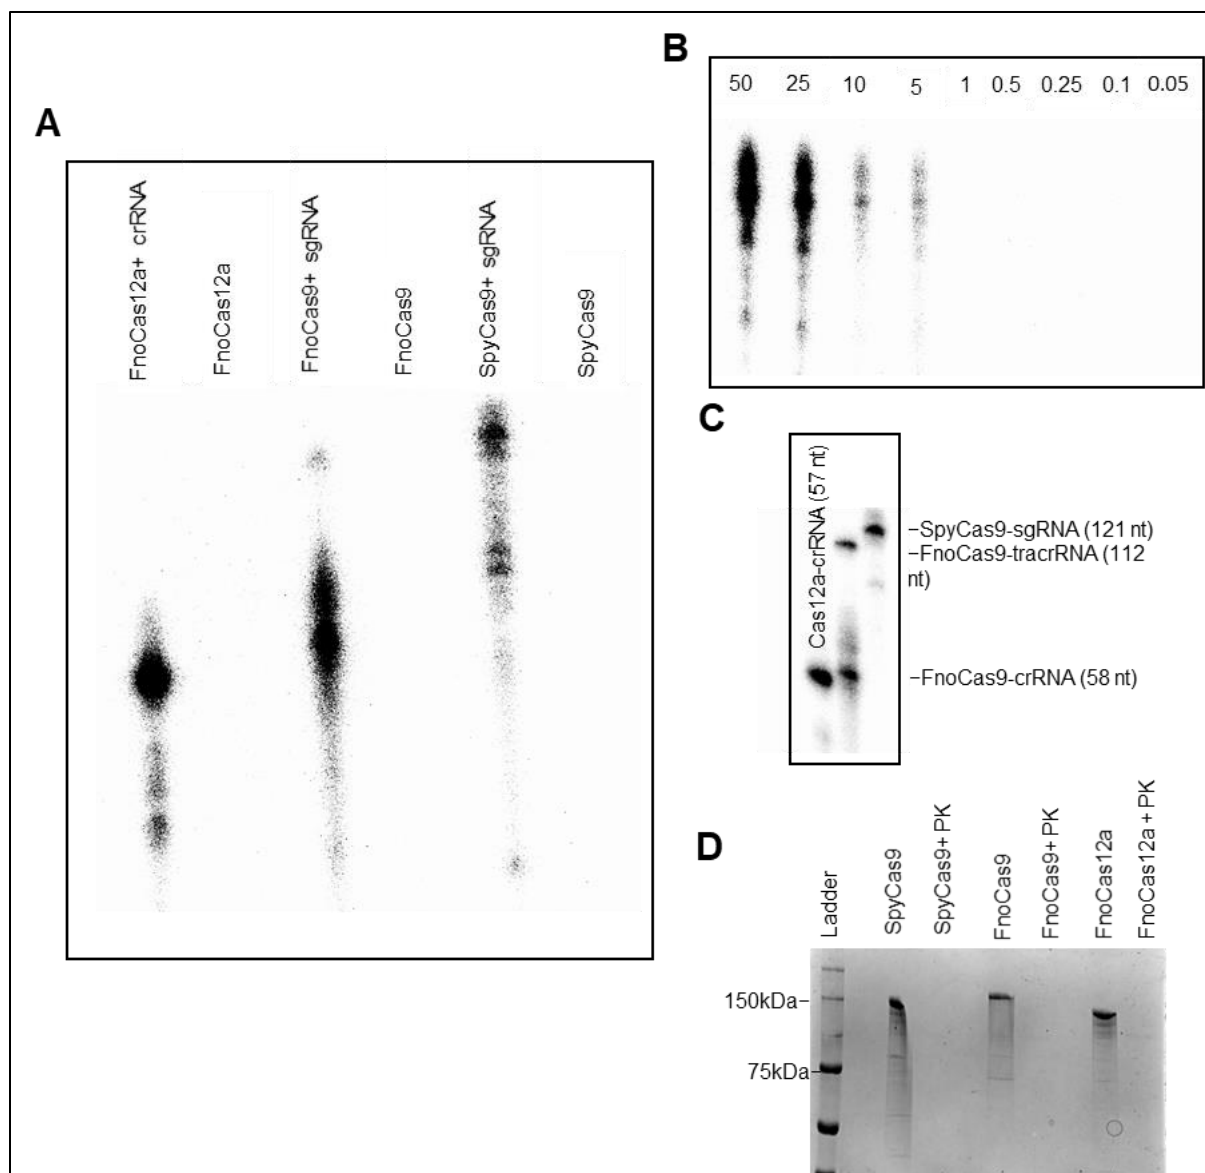 A
FnoCas12a+ crRNA
FnoCas12a
FnoCas9+ sgRNA
FnoCas9
SpyCas9+ sgRNA
SpyCas9
B
50 25 10 5 1 0.5 0.25 0.1 0.05
C
Cas12a-crRNA (57 nt)
–SpyCas9-sgRNA (121 nt)
–FnoCas9-tracrRNA (112
nt)
–FnoCas9-crRNA (58 nt)
D
Ladder
SpyCas9
SpyCas9+ PK
FnoCas9
FnoCas9+ PK
FnoCas12a
FnoCas12a + PK
150kDa–
75kDa–